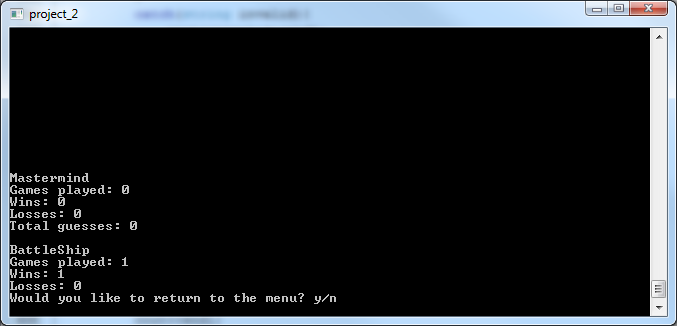 project_2
Mastermind
Games played: 0
Wins: 0
Losses: 0
Total guesses: 0
BattleShip
Games played: 1
Wins: 1
Losses: 0
Would you like to return to the menu? y/n